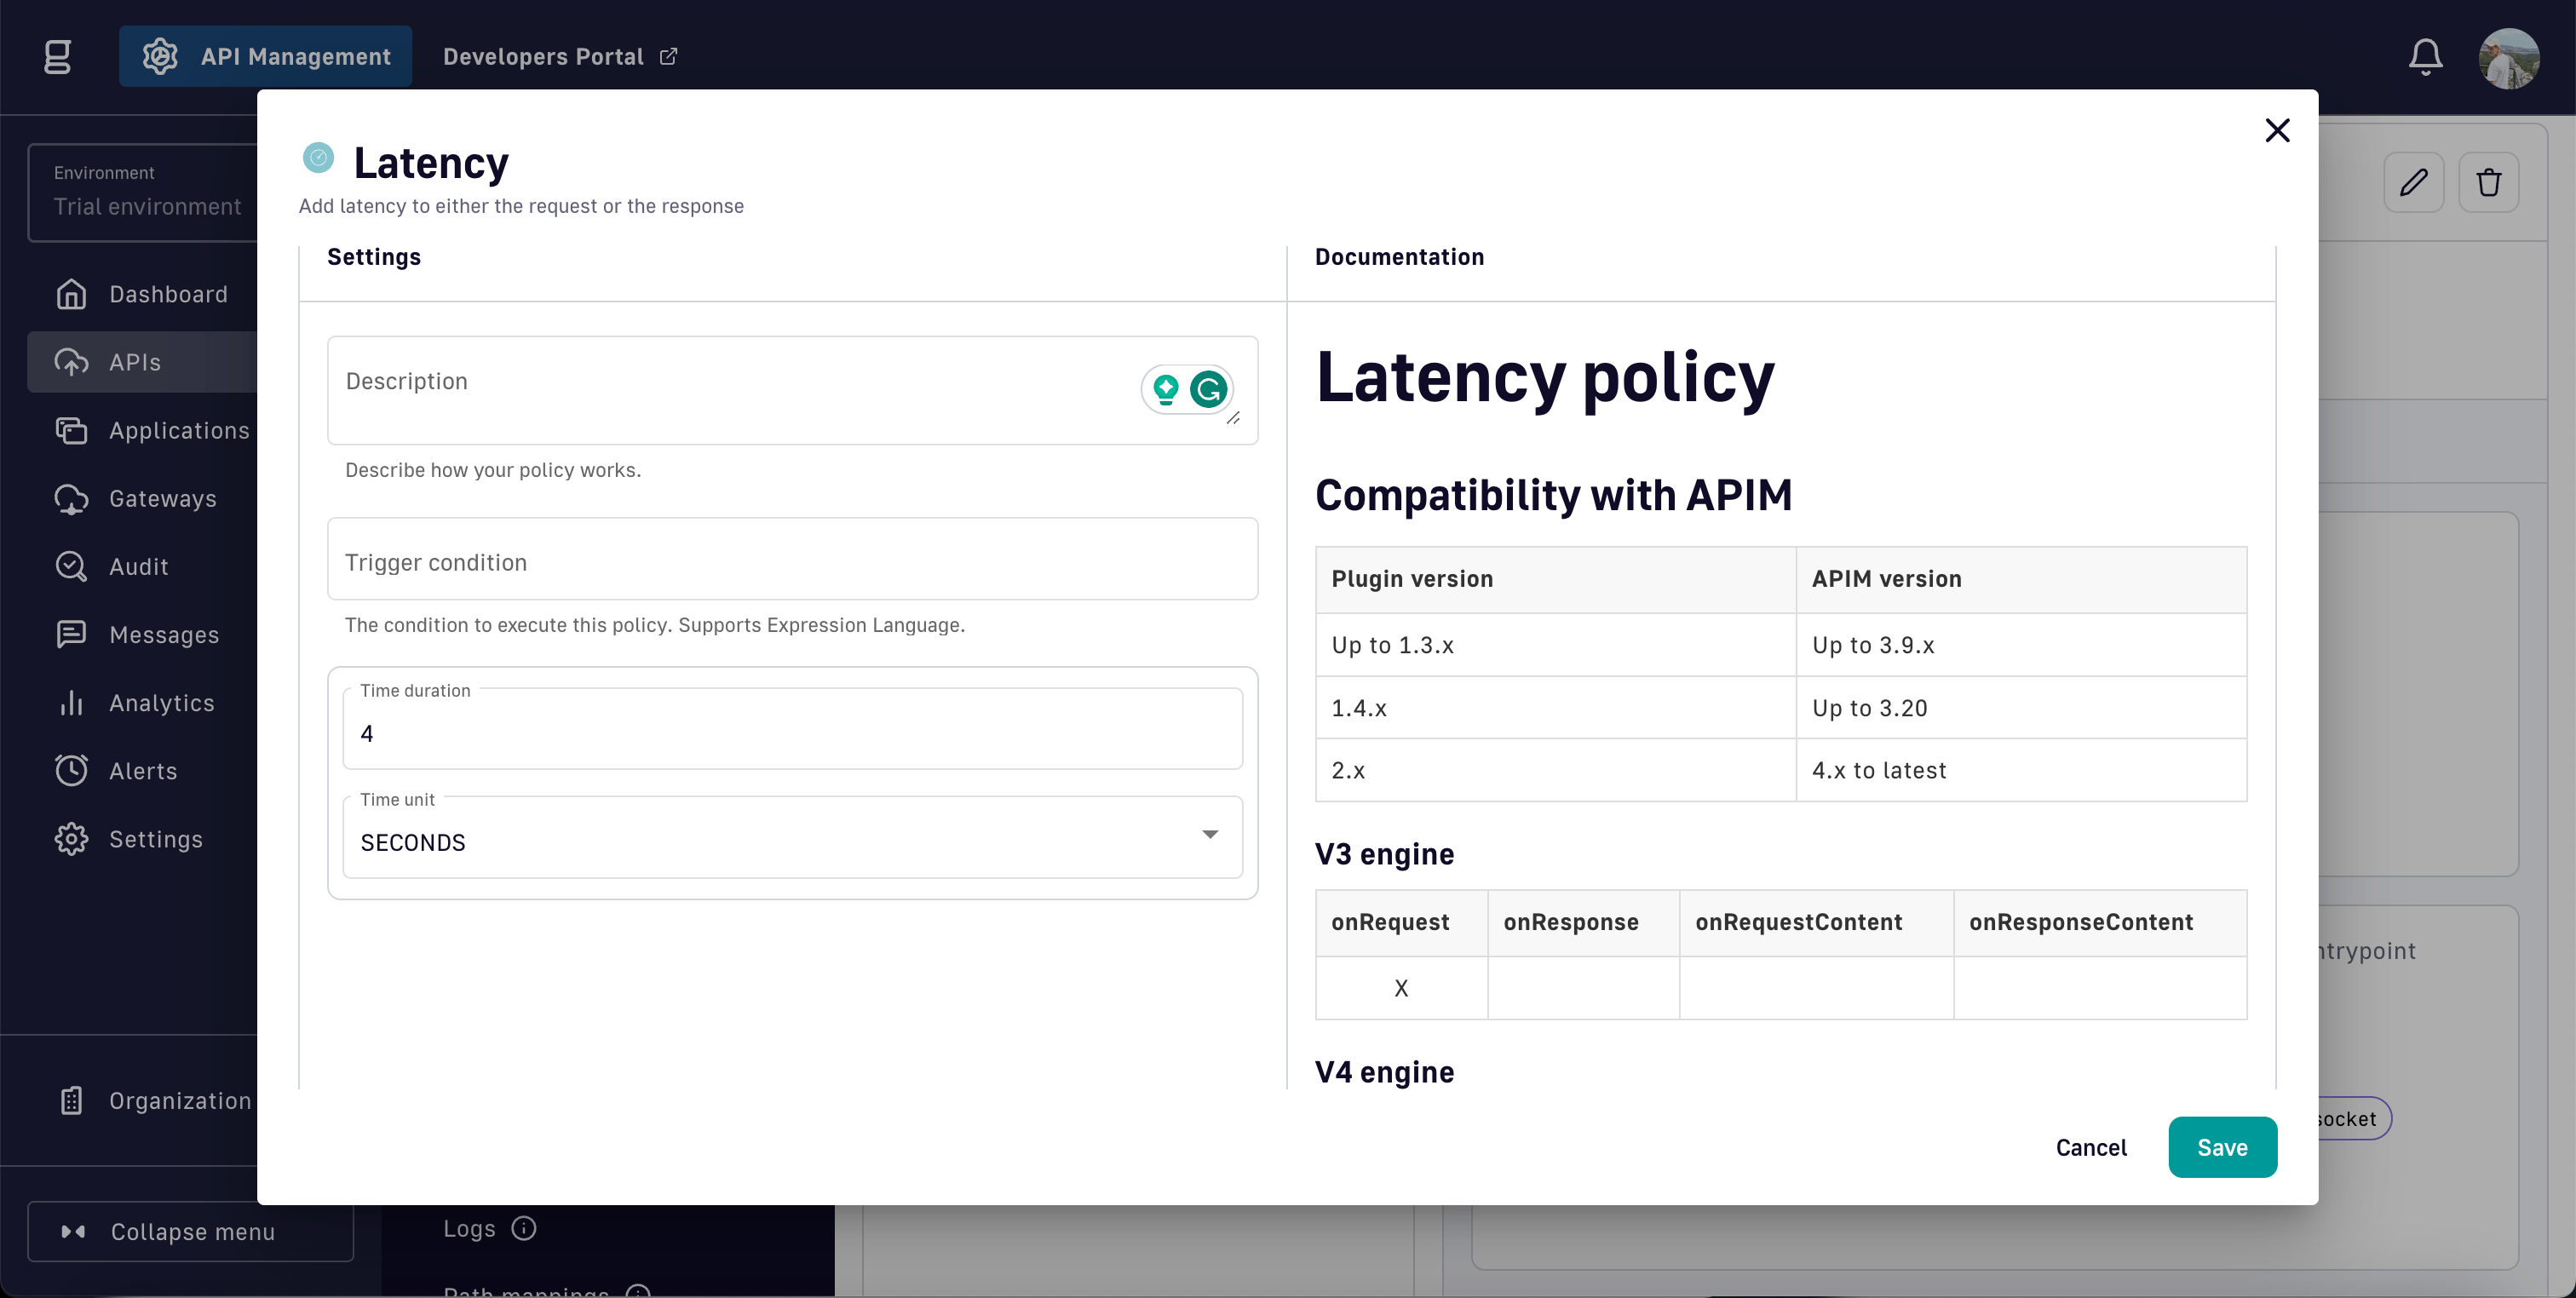 API Management
Developers Portal
Environment
Trial environment
Dashboard
APIs
Applications
Gateways
Audit
Messages
Analytics
Alerts
Settings
Organization
Collapse menu
Logs
Path mappings
Latency
Add latency to either the request or the response
Settings
Description
Describe how your policy works.
Trigger condition
The condition to execute this policy. Supports Expression Language.
Time duration
4
Time unit
SECONDS
Documentation
Latency policy
Compatibility with APIM
Plugin version APIM version
Up to 1.3.x Up to 3.9.x
1.4.x Up to 3.20
2.x 4.x to latest
V3 engine
onRequest onResponse onRequestContent onResponseContent
X
V4 engine
Cancel Save
ntrypoint
socket